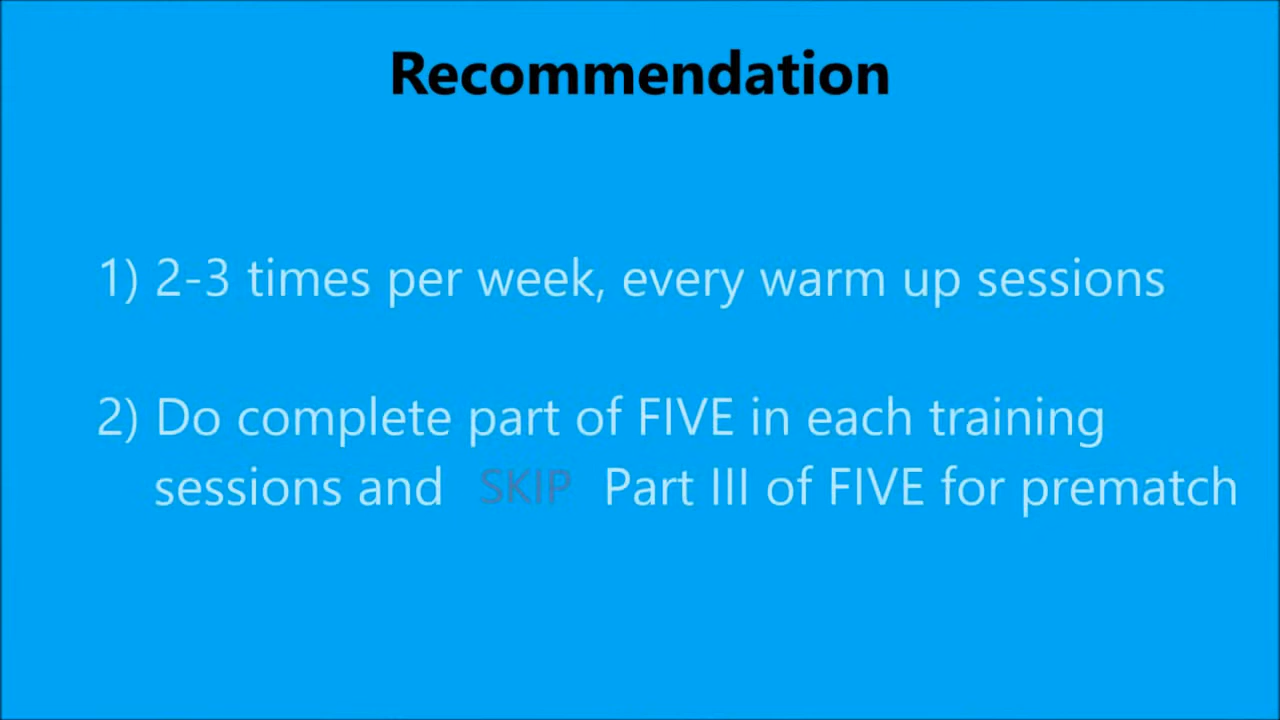 Recommendation
1) 2-3 times per week, every warm up sessions
2) Do complete part of FIVE in each training
sessions and SKIP Part III of FIVE for prematch